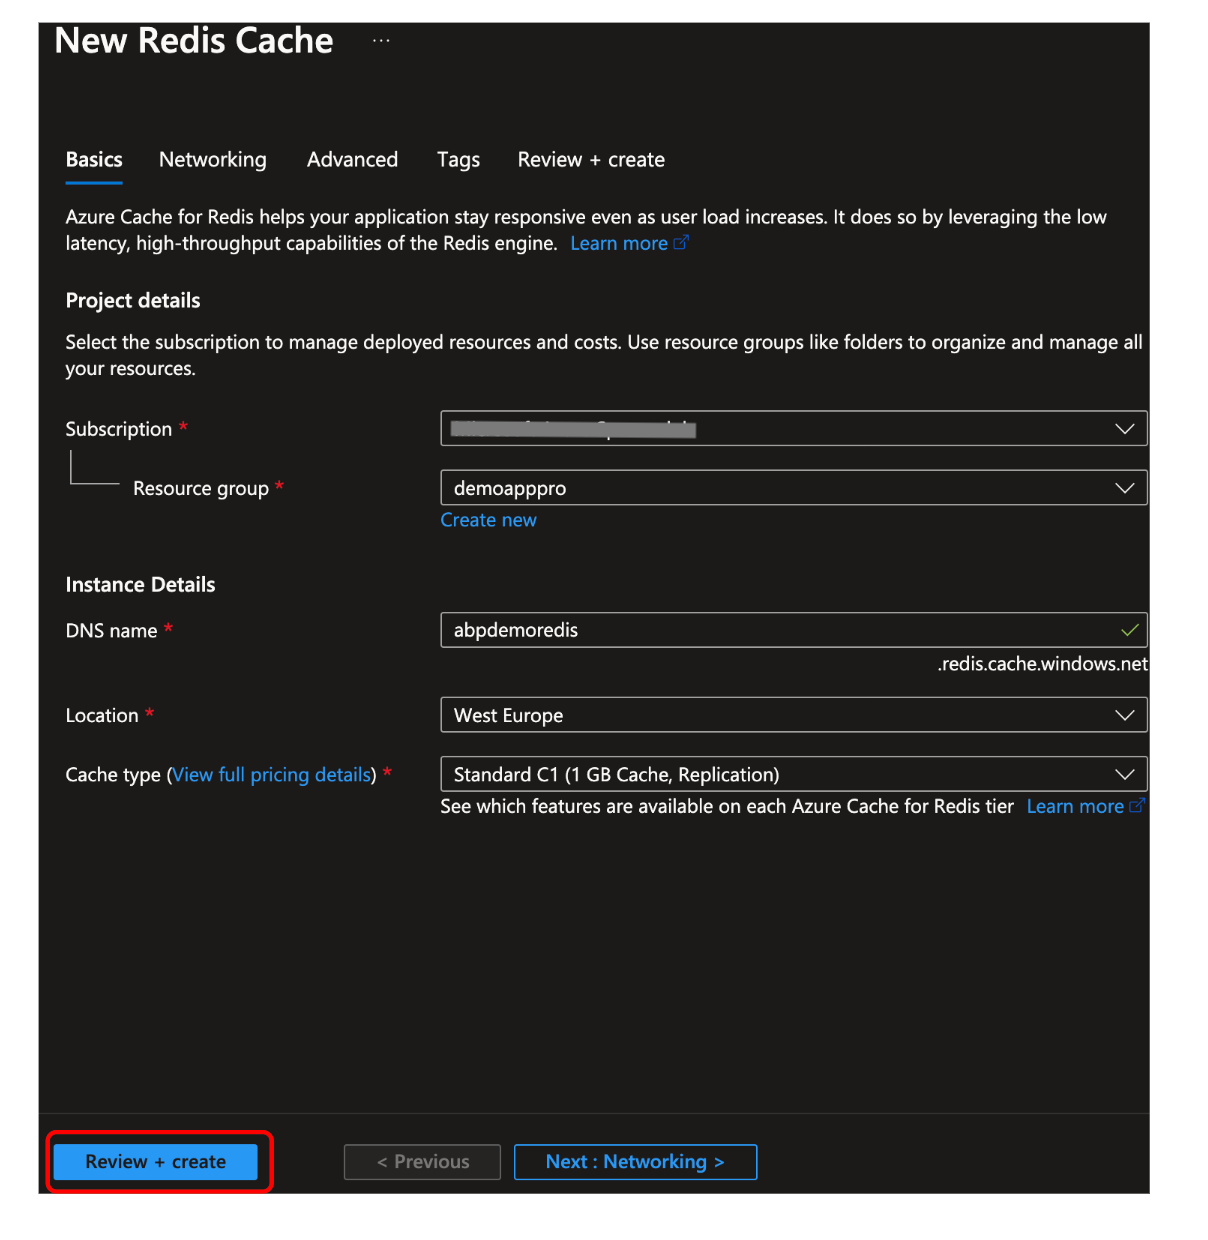 New Redis Cache ...
Basics Networking Advanced Tags Review + create
Azure Cache for Redis helps your application stay responsive even as user load increases. It does so by leveraging the low
latency, high-throughput capabilities of the Redis engine. Learn more
Project details
Select the subscription to manage deployed resources and costs. Use resource groups like folders to organize and manage all
your resources.
Subscription *
Resource group * demoapppro
Create new
Instance Details
DNS name * abpdemoredis
.redis.cache.windows.net
Location * West Europe
Cache type (View full pricing details) * Standard C1 (1 GB Cache, Replication)
See which features are available on each Azure Cache for Redis tier Learn more
Review + create < Previous Next : Networking >